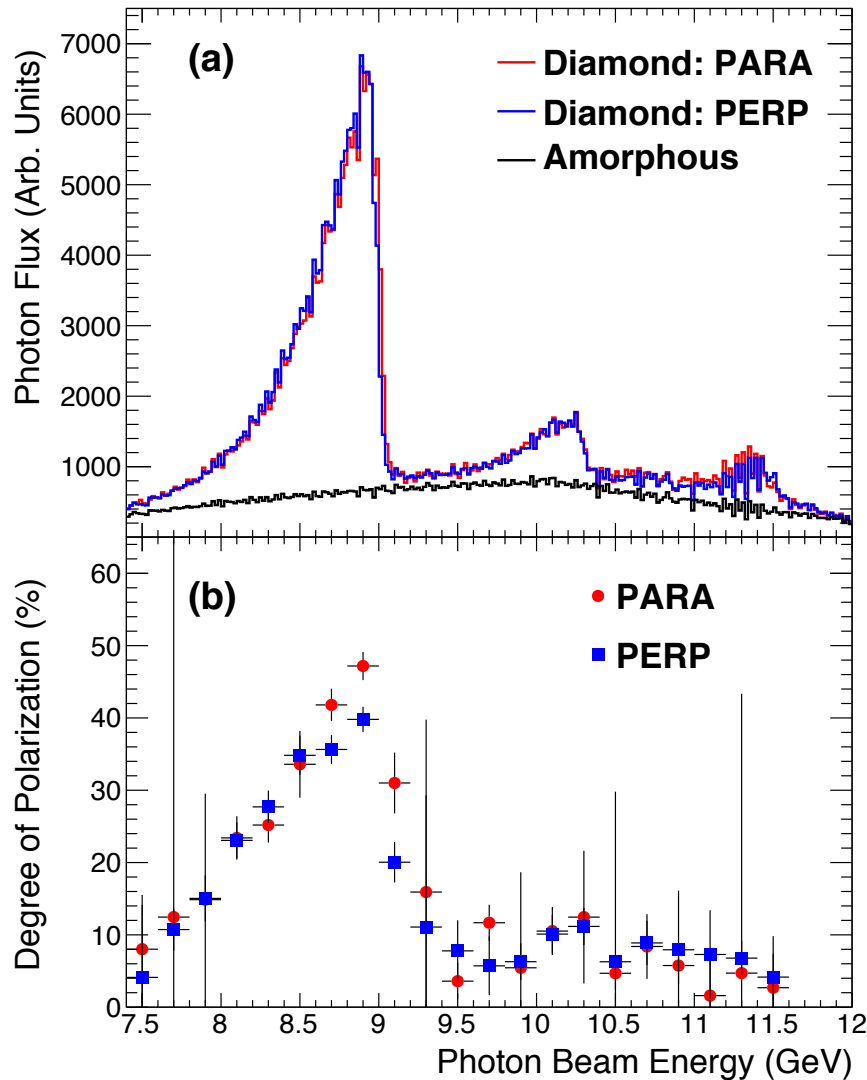 (a)
Diamond: PARA
Diamond: PERP
Amorphous
Photon Flux (Arb. Units)
7000
6000
5000
4000
3000
2000
1000
(b)
PARA
PERP
Degree of Polarization (%)
60
50
40
30
20
10
0
7.5 8 8.5 9 9.5 10 10.5 11 11.5 12
Photon Beam Energy (GeV)